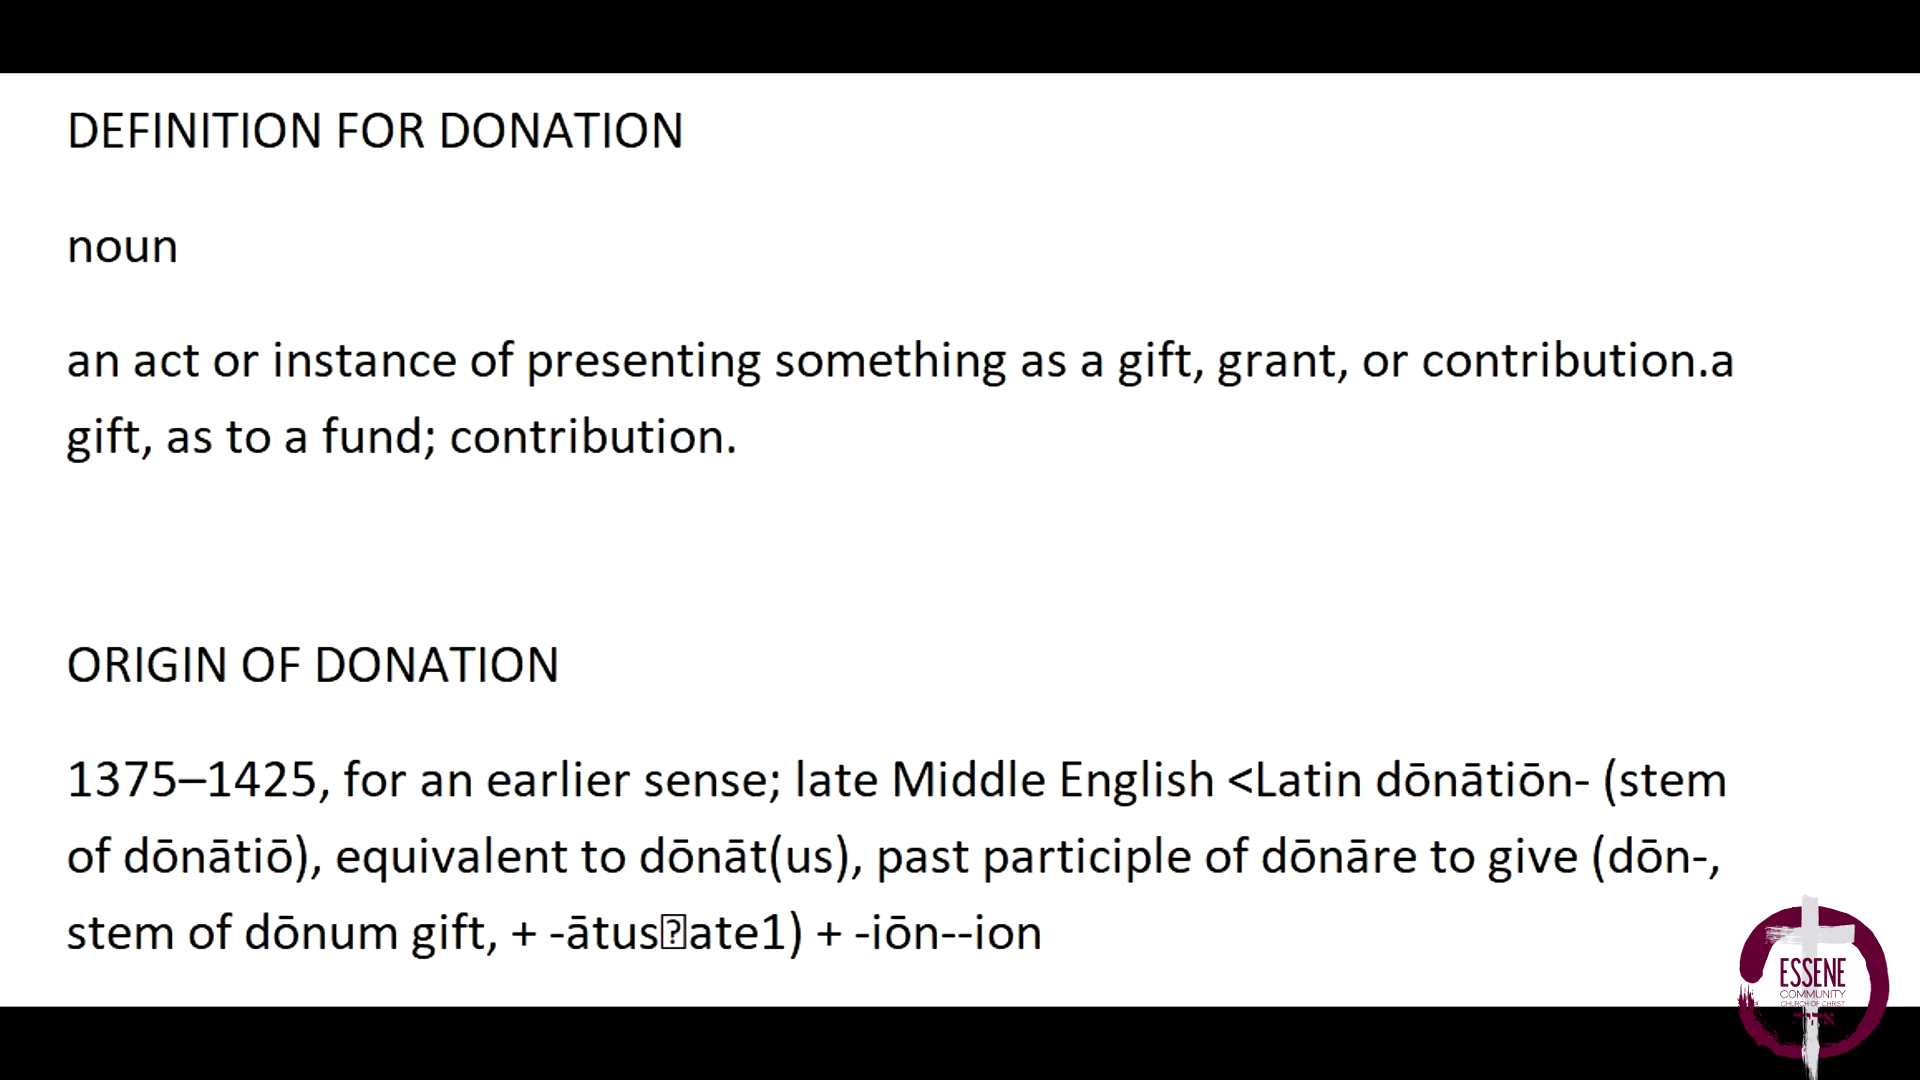 DEFINITION FOR DONATION
noun
an act or instance of presenting something as a gift, grant, or contribution.a
gift, as to a fund; contribution.
ORIGIN OF DONATION
1375–1425, for an earlier sense; late Middle English <Latin dōnātiōn- (stem
of dōnātiō), equivalent to dōnāt(us), past participle of dōnāre to give (dōn-,
stem of dōnum gift, + -ātus⍰ate1) + -iōn--ion
ESSENE
COMMUNITY
CHURCH OF CHRIST